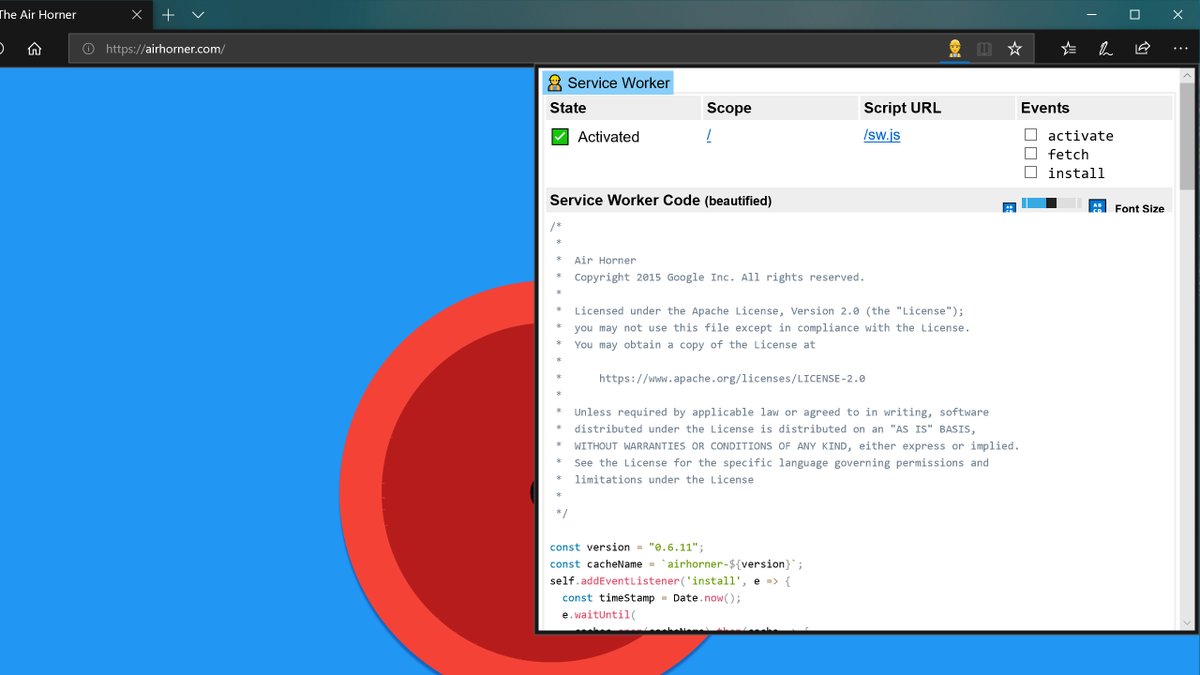 The Air Horner
https://airhorner.com/
Service Worker
State Scope Script URL Events
Activated / /sw.js activate
fetch
install
Service Worker Code (beautified)
Font Size
/*
*
* Air Horner
* Copyright 2015 Google Inc. All rights reserved.
*
* Licensed under the Apache License, Version 2.0 (the "License");
* you may not use this file except in compliance with the License.
* You may obtain a copy of the License at
*
* https://www.apache.org/licenses/LICENSE-2.0
*
* Unless required by applicable law or agreed to in writing, software
* distributed under the License is distributed on an "AS IS" BASIS,
* WITHOUT WARRANTIES OR CONDITIONS OF ANY KIND, either express or implied.
* See the License for the specific language governing permissions and
* limitations under the License
*
*/
const version = "0.6.11";
const cacheName = `airhorner-${version}`;
self.addEventListener('install', e => {
const timeStamp = Date.now();
e.waitUntil(